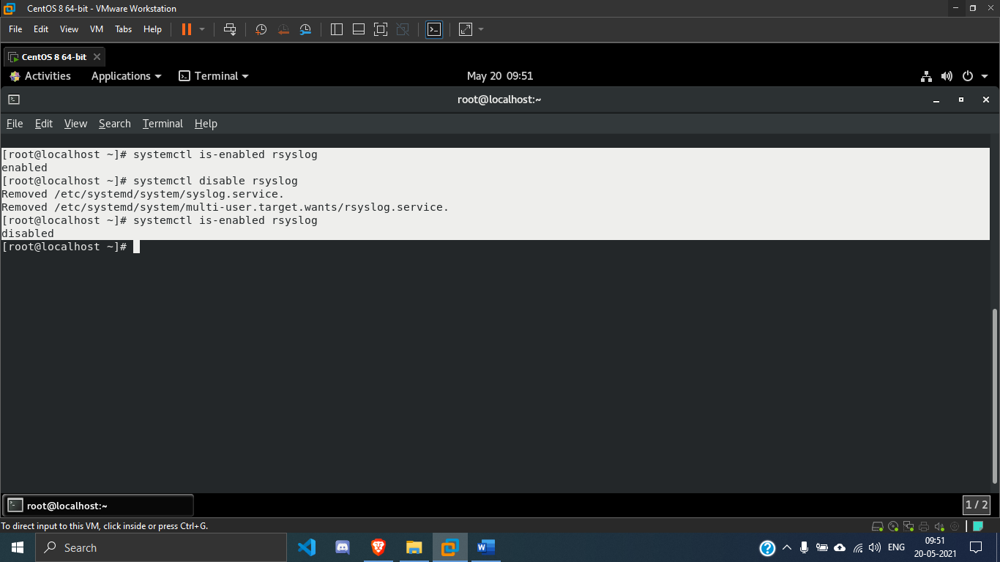 CentOS 8 64-bit - VMware Workstation
File Edit View VM Tabs Help
CentOS 8 64-bit
Activities Applications Terminal May 20 09:51
root@localhost:~
File Edit View Search Terminal Help
[root@localhost ~]# systemctl is-enabled rsyslog
enabled
[root@localhost ~]# systemctl disable rsyslog
Removed /etc/systemd/system/syslog.service.
Removed /etc/systemd/system/multi-user.target.wants/rsyslog.service.
[root@localhost ~]# systemctl is-enabled rsyslog
disabled
[root@localhost ~]#
root@localhost:~ 1 / 2
To direct input to this VM, click inside or press Ctrl+G.
Search ENG 09:51
20-05-2021